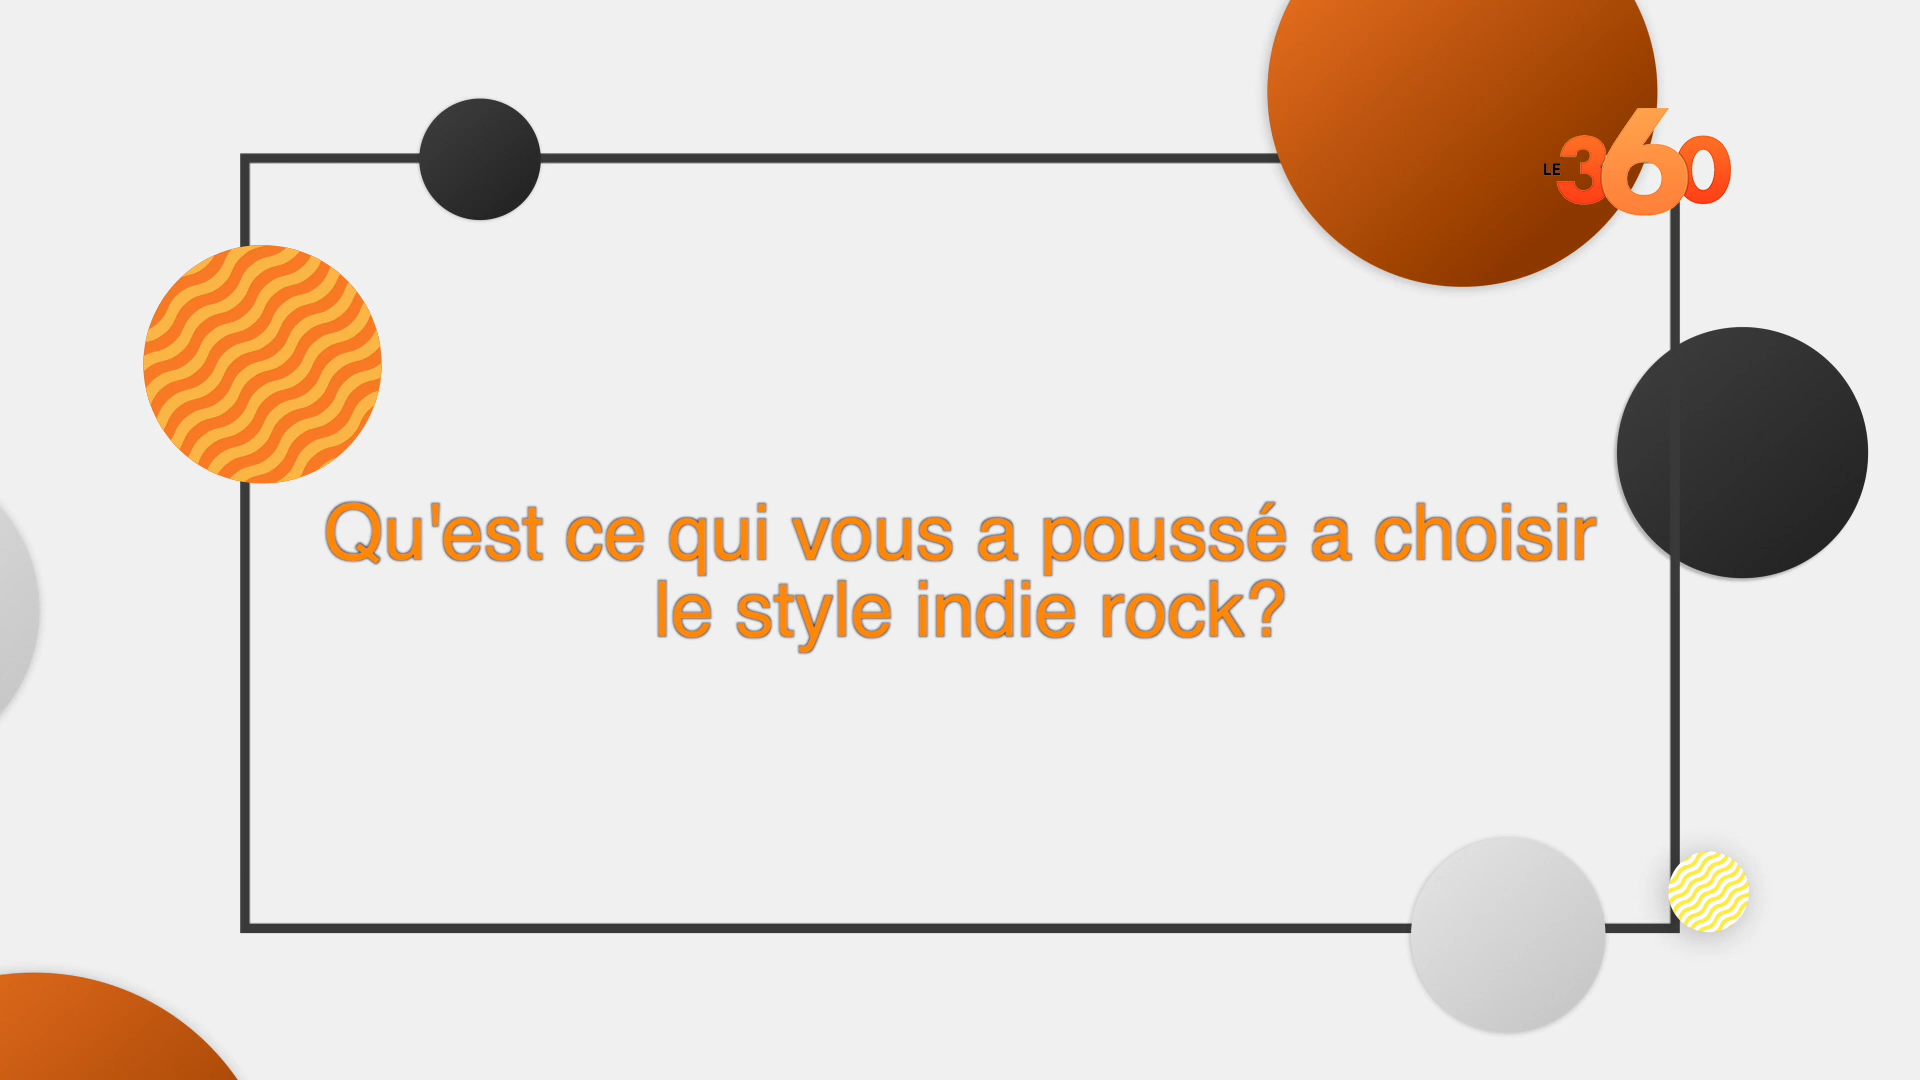 LE 360
Qu'est ce qui vous a poussé a choisir
le style indie rock?